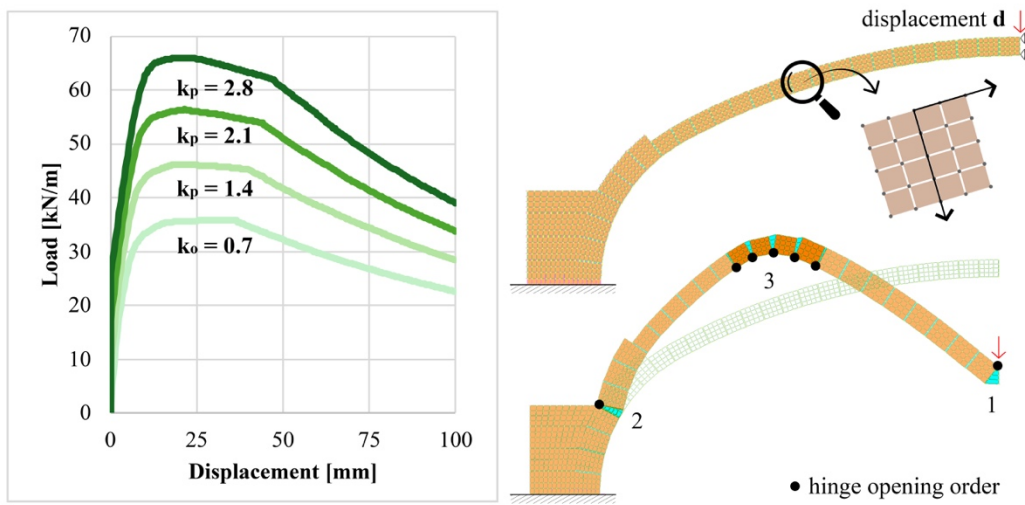 70
60
50
40
30
20
10
0
Load [kN/m]
kₚ = 2.8
kₚ = 2.1
kₚ = 1.4
kₒ = 0.7
0 25 50 75 100
Displacement [mm]
displacement d
3
2
1
hinge opening order